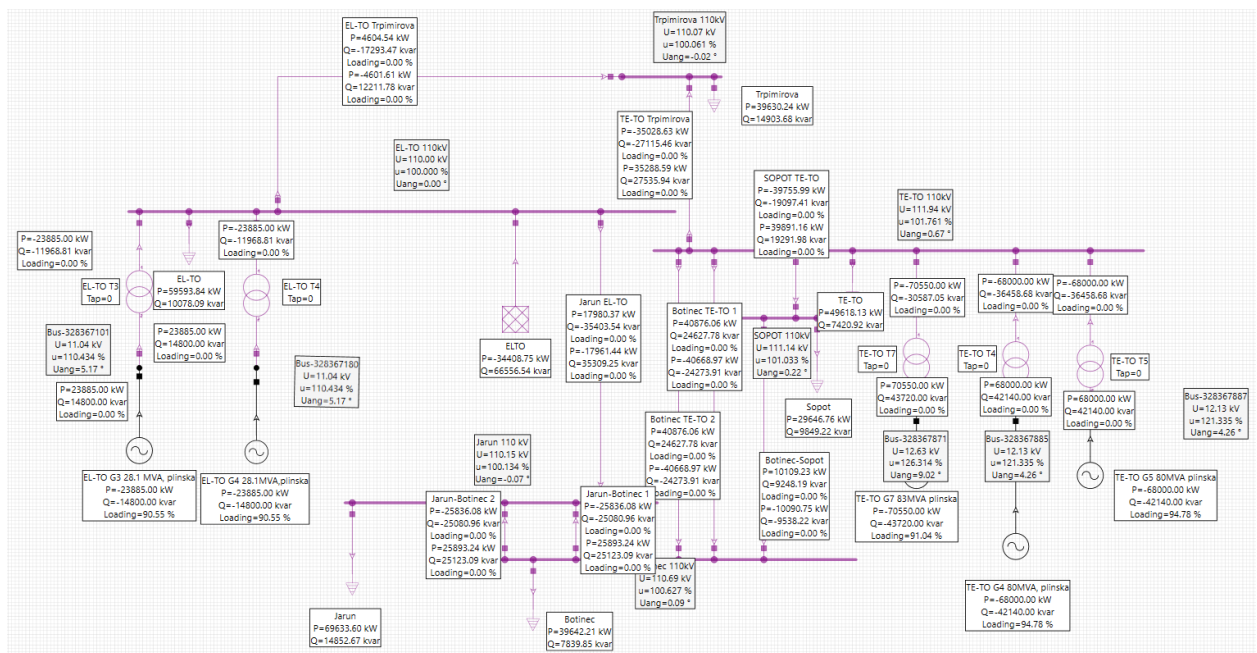 EL-TO Trpimirova
P=4604.54 kW
Q=-17293.47 kvar
Loading=0.00 %
P=-4601.61 kW
Q=12211.78 kvar
Loading=0.00 %
Trpimirova 110kV
U=110.07 kV
u=100.061 %
Uang=-0.02 °
Trpimirova
P=39630.24 kW
Q=14903.68 kvar
TE-TO Trpimirova
P=-35028.63 kW
Q=-27115.46 kvar
Loading=0.00 %
P=35288.59 kW
Q=27535.94 kvar
Loading=0.00 %
EL-TO 110kV
U=110.00 kV
u=100.000 %
Uang=0.00 °
SOPOT TE-TO
P=-39755.99 kW
Q=-19097.41 kvar
Loading=0.00 %
P=39891.16 kW
Q=19291.98 kvar
Loading=0.00 %
TE-TO 110kV
U=111.94 kV
u=101.761 %
Uang=0.67 °
P=-23885.00 kW
Q=-11968.81 kvar
Loading=0.00 %
P=-23885.00 kW
Q=-11968.81 kvar
Loading=0.00 %
EL-TO T3
Tap=0
EL-TO
P=59593.84 kW
Q=10078.09 kvar
EL-TO T4
Tap=0
Bus-328367101
U=11.04 kV
u=110.434 %
Uang=5.17 °
P=23885.00 kW
Q=14800.00 kvar
Loading=0.00 %
P=23885.00 kW
Q=14800.00 kvar
Loading=0.00 %
Bus-328367180
U=11.04 kV
u=110.434 %
Uang=5.17 °
EL-TO G3 28.1 MVA, plinska
P=-23885.00 kW
Q=-14800.00 kvar
Loading=90.55 %
EL-TO G4 28.1MVA,plinska
P=-23885.00 kW
Q=-14800.00 kvar
Loading=90.55 %
ELTO
P=-34408.75 kW
Q=66556.54 kvar
Jarun EL-TO
P=17980.37 kW
Q=-35403.54 kvar
Loading=0.00 %
P=-17961.44 kW
Q=35309.25 kvar
Loading=0.00 %
Botinec TE-TO 1
P=40876.06 kW
Q=24627.78 kvar
Loading=0.00 %
P=-40668.97 kW
Q=-24273.91 kvar
Loading=0.00 %
SOPOT 110kV
U=111.14 kV
u=101.033 %
Uang=0.22 °
TE-TO
P=49618.13 kW
Q=7420.92 kvar
P=-70550.00 kW
Q=-30587.05 kvar
Loading=0.00 %
P=-68000.00 kW
Q=-36458.68 kvar
Loading=0.00 %
P=-68000.00 kW
Q=-36458.68 kvar
Loading=0.00 %
TE-TO T7
Tap=0
TE-TO T4
Tap=0
TE-TO T5
Tap=0
P=70550.00 kW
Q=43720.00 kvar
Loading=0.00 %
P=68000.00 kW
Q=42140.00 kvar
Loading=0.00 %
P=68000.00 kW
Q=42140.00 kvar
Loading=0.00 %
Bus-328367887
U=12.13 kV
u=121.335 %
Uang=4.26 °
Sopot
P=29646.76 kW
Q=9849.22 kvar
Botinec TE-TO 2
P=40876.06 kW
Q=24627.78 kvar
Loading=0.00 %
P=-40668.97 kW
Q=-24273.91 kvar
Loading=0.00 %
Bus-328367871
U=12.63 kV
u=126.314 %
Uang=9.02 °
Bus-328367885
U=12.13 kV
u=121.335 %
Uang=4.26 °
Jarun 110 kV
U=110.15 kV
u=100.134 %
Uang=-0.07 °
Botinec-Sopot
P=10109.23 kW
Q=9248.19 kvar
Loading=0.00 %
P=-10090.75 kW
Q=-9538.22 kvar
Loading=0.00 %
TE-TO G7 83MVA plinska
P=-70550.00 kW
Q=-43720.00 kvar
Loading=91.04 %
TE-TO G5 80MVA plinska
P=-68000.00 kW
Q=-42140.00 kvar
Loading=94.78 %
Jarun-Botinec 2
P=-25836.08 kW
Q=-25080.96 kvar
Loading=0.00 %
P=25893.24 kW
Q=25123.09 kvar
Loading=0.00 %
Jarun-Botinec 1
P=-25836.08 kW
Q=-25080.96 kvar
Loading=0.00 %
P=25893.24 kW
Q=25123.09 kvar
Loading=0.00 %
110kV
U=110.69 kV
u=100.627 %
Uang=0.09 °
TE-TO G4 80MVA, plinska
P=-68000.00 kW
Q=-42140.00 kvar
Loading=94.78 %
Jarun
P=69633.60 kW
Q=14852.67 kvar
Botinec
P=39642.21 kW
Q=7839.85 kvar